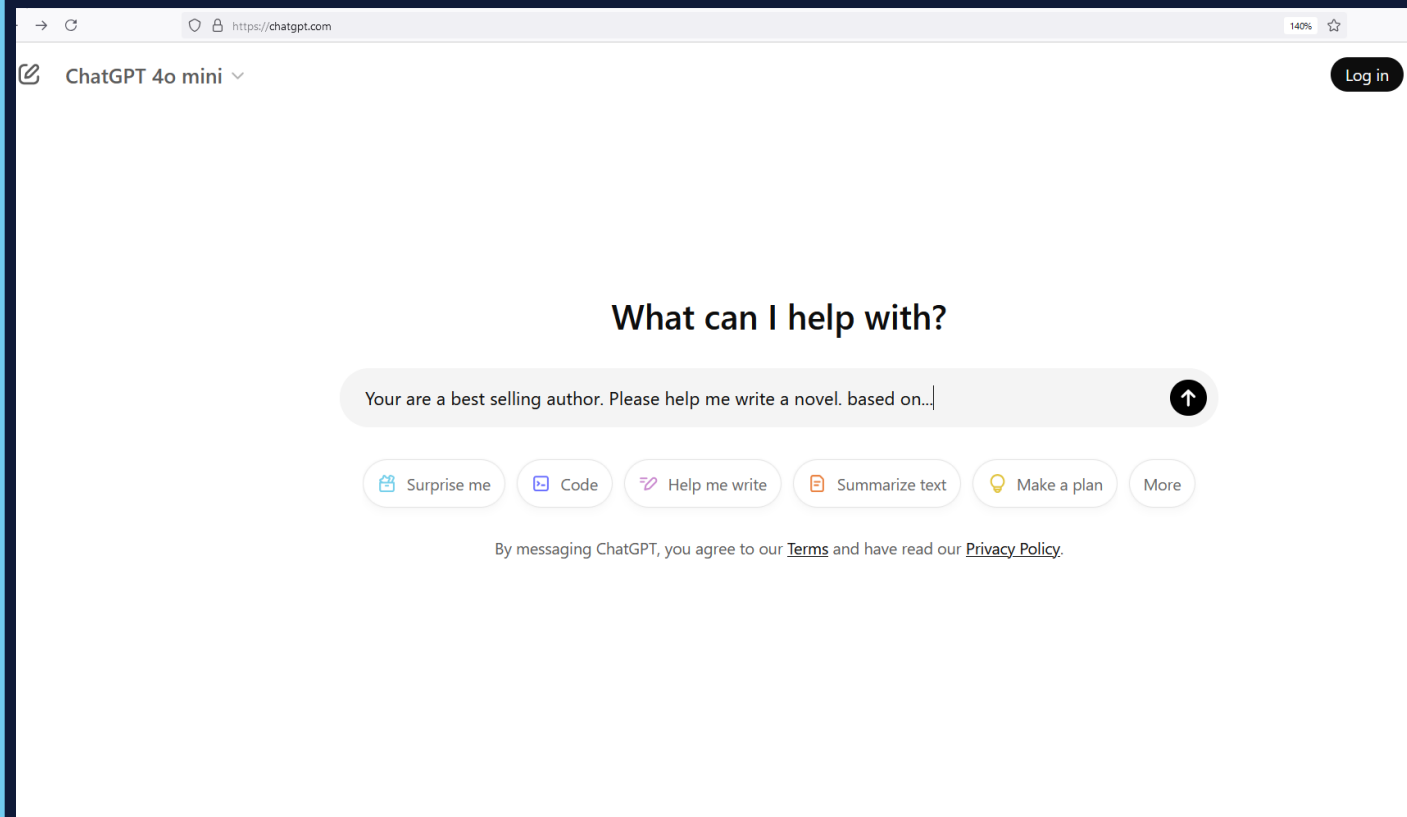 https://chatgpt.com
140%
ChatGPT 4o mini
Log in
What can I help with?
Your are a best selling author. Please help me write a novel. based on...
Surprise me
Code
Help me write
Summarize text
Make a plan
More
By messaging ChatGPT, you agree to our Terms and have read our Privacy Policy.